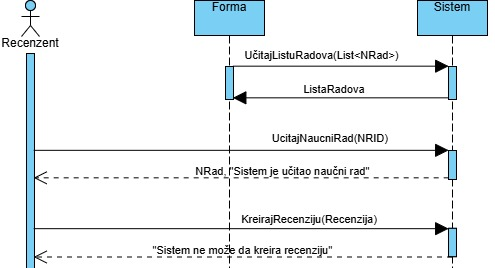 Forma
Sistem
Recenzent
UčitajListuRadova(List<NRad>)
ListaRadova
UcitajNaucniRad(NRID)
NRad, "Sistem je učitao naučni rad"
KreirajRecenziju(Recenzija)
"Sistem ne može da kreira recenziju"